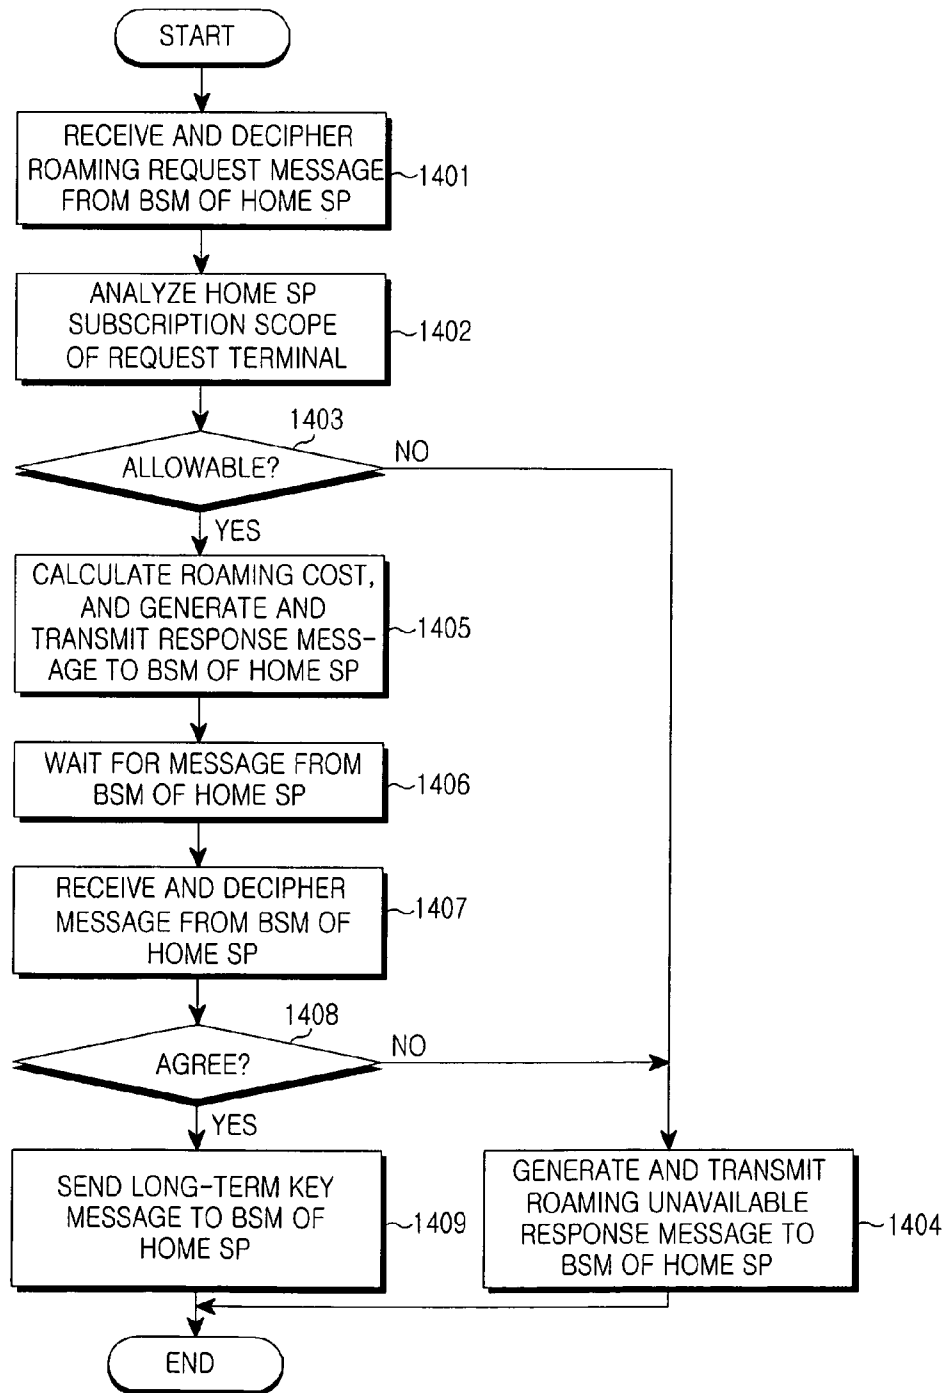 START
RECEIVE AND DECIPHER
ROAMING REQUEST MESSAGE
FROM BSM OF HOME SP
1401
ANALYZE HOME SP
SUBSCRIPTION SCOPE
OF REQUEST TERMINAL
1402
1403
ALLOWABLE?
NO
YES
CALCULATE ROAMING COST,
AND GENERATE AND
TRANSMIT RESPONSE MESS-
AGE TO BSM OF HOME SP
1405
WAIT FOR MESSAGE FROM
BSM OF HOME SP
1406
RECEIVE AND DECIPHER
MESSAGE FROM BSM OF
HOME SP
1407
1408
AGREE?
NO
YES
SEND LONG-TERM KEY
MESSAGE TO BSM OF
HOME SP
1409
GENERATE AND TRANSMIT
ROAMING UNAVAILABLE
RESPONSE MESSAGE TO
BSM OF HOME SP
1404
END